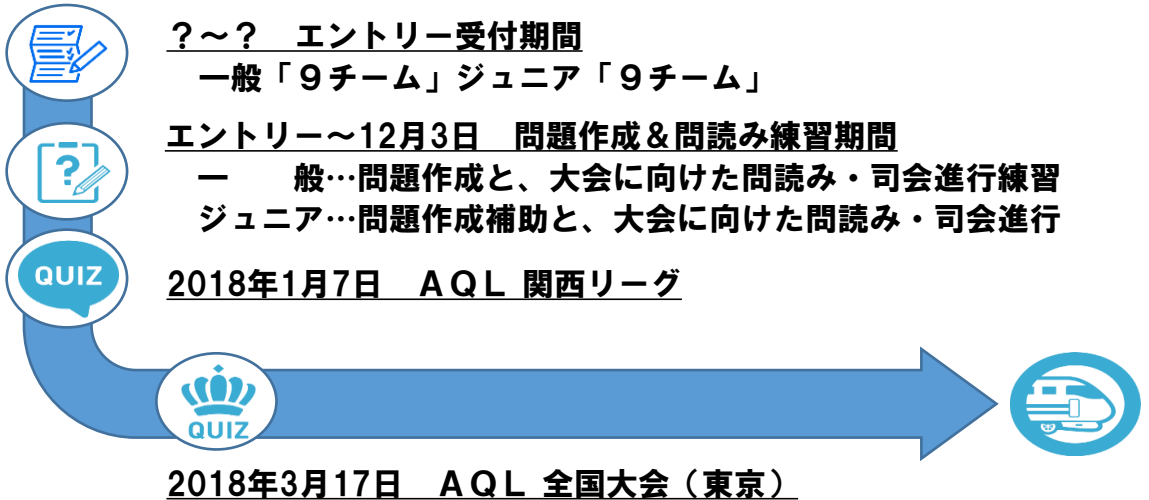 ？～？　エントリー受付期間
一般「９チーム」ジュニア「９チーム」
エントリー～12月3日　問題作成＆問読み練習期間
一　　般…問題作成と、大会に向けた問読み・司会進行練習
ジュニア…問題作成補助と、大会に向けた問読み・司会進行
?
QUIZ
2018年1月7日　ＡＱＬ 関西リーグ
QUIZ
2018年3月17日　ＡＱＬ 全国大会（東京）